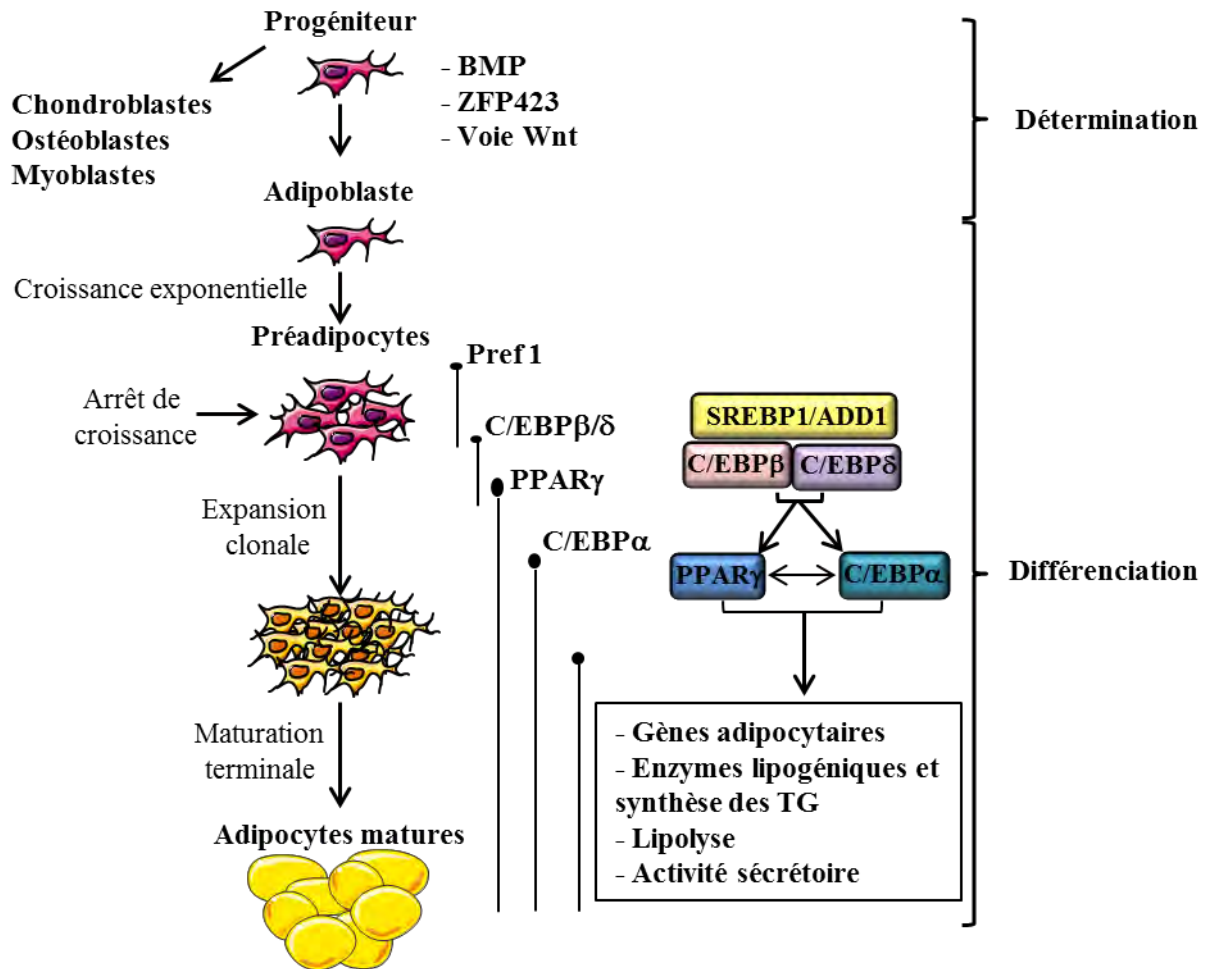 Progéniteur
- BMP
- ZFP423
- Voie Wnt
Chondroblastes
Ostéoblastes
Myoblastes
Détermination
Adipoblaste
Croissance exponentielle
Préadipocytes
Pref 1
Arrêt de
croissance
C/EBPβ/δ
PPARγ
C/EBPα
SREBP1/ADD1
C/EBPβ
C/EBPδ
PPARγ
C/EBPα
Expansion
clonale
Différenciation
Maturation
terminale
- Gènes adipocytaires
- Enzymes lipogéniques et
synthèse des TG
- Lipolyse
- Activité sécrétoire
Adipocytes matures